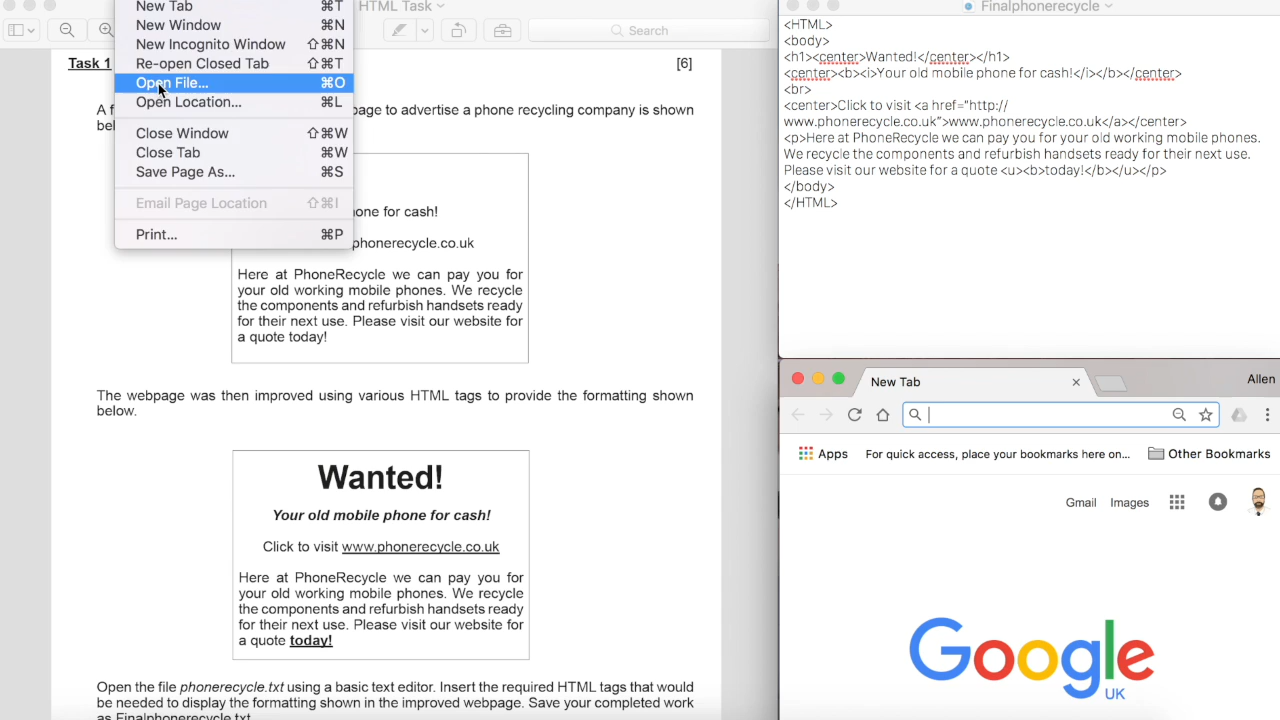 HTML Task
Search
New Tab ⌘T
New Window ⌘N
New Incognito Window ⇧⌘N
Re-open Closed Tab ⇧⌘T
Open File... ⌘O
Open Location... ⌘L
Close Window ⇧⌘W
Close Tab ⌘W
Save Page As... ⌘S
Email Page Location ⇧⌘I
Print... ⌘P
Task 1 [6]
page to advertise a phone recycling company is shown
one for cash!
phonerecycle.co.uk
Here at PhoneRecycle we can pay you for
your old working mobile phones. We recycle
the components and refurbish handsets ready
for their next use. Please visit our website for
a quote today!
The webpage was then improved using various HTML tags to provide the formatting shown
below.
Wanted!
Your old mobile phone for cash!
Click to visit www.phonerecycle.co.uk
Here at PhoneRecycle we can pay you for
your old working mobile phones. We recycle
the components and refurbish handsets ready
for their next use. Please visit our website for
a quote today!
Open the file phonerecycle.txt using a basic text editor. Insert the required HTML tags that would
be needed to display the formatting shown in the improved webpage. Save your completed work
as Finalphonerecycle.txt
Finalphonerecycle
<HTML>
<body>
<h1><center>Wanted!</center></h1>
<center><b><i>Your old mobile phone for cash!</i></b></center>
<br>
<center>Click to visit <a href="http://
www.phonerecycle.co.uk">www.phonerecycle.co.uk</a></center>
<p>Here at PhoneRecycle we can pay you for your old working mobile phones.
We recycle the components and refurbish handsets ready for their next use.
Please visit our website for a quote <u><b>today!</b></u></p>
</body>
</HTML>
New Tab
Allen
Apps For quick access, place your bookmarks here on... Other Bookmarks
Gmail Images
Google
UK